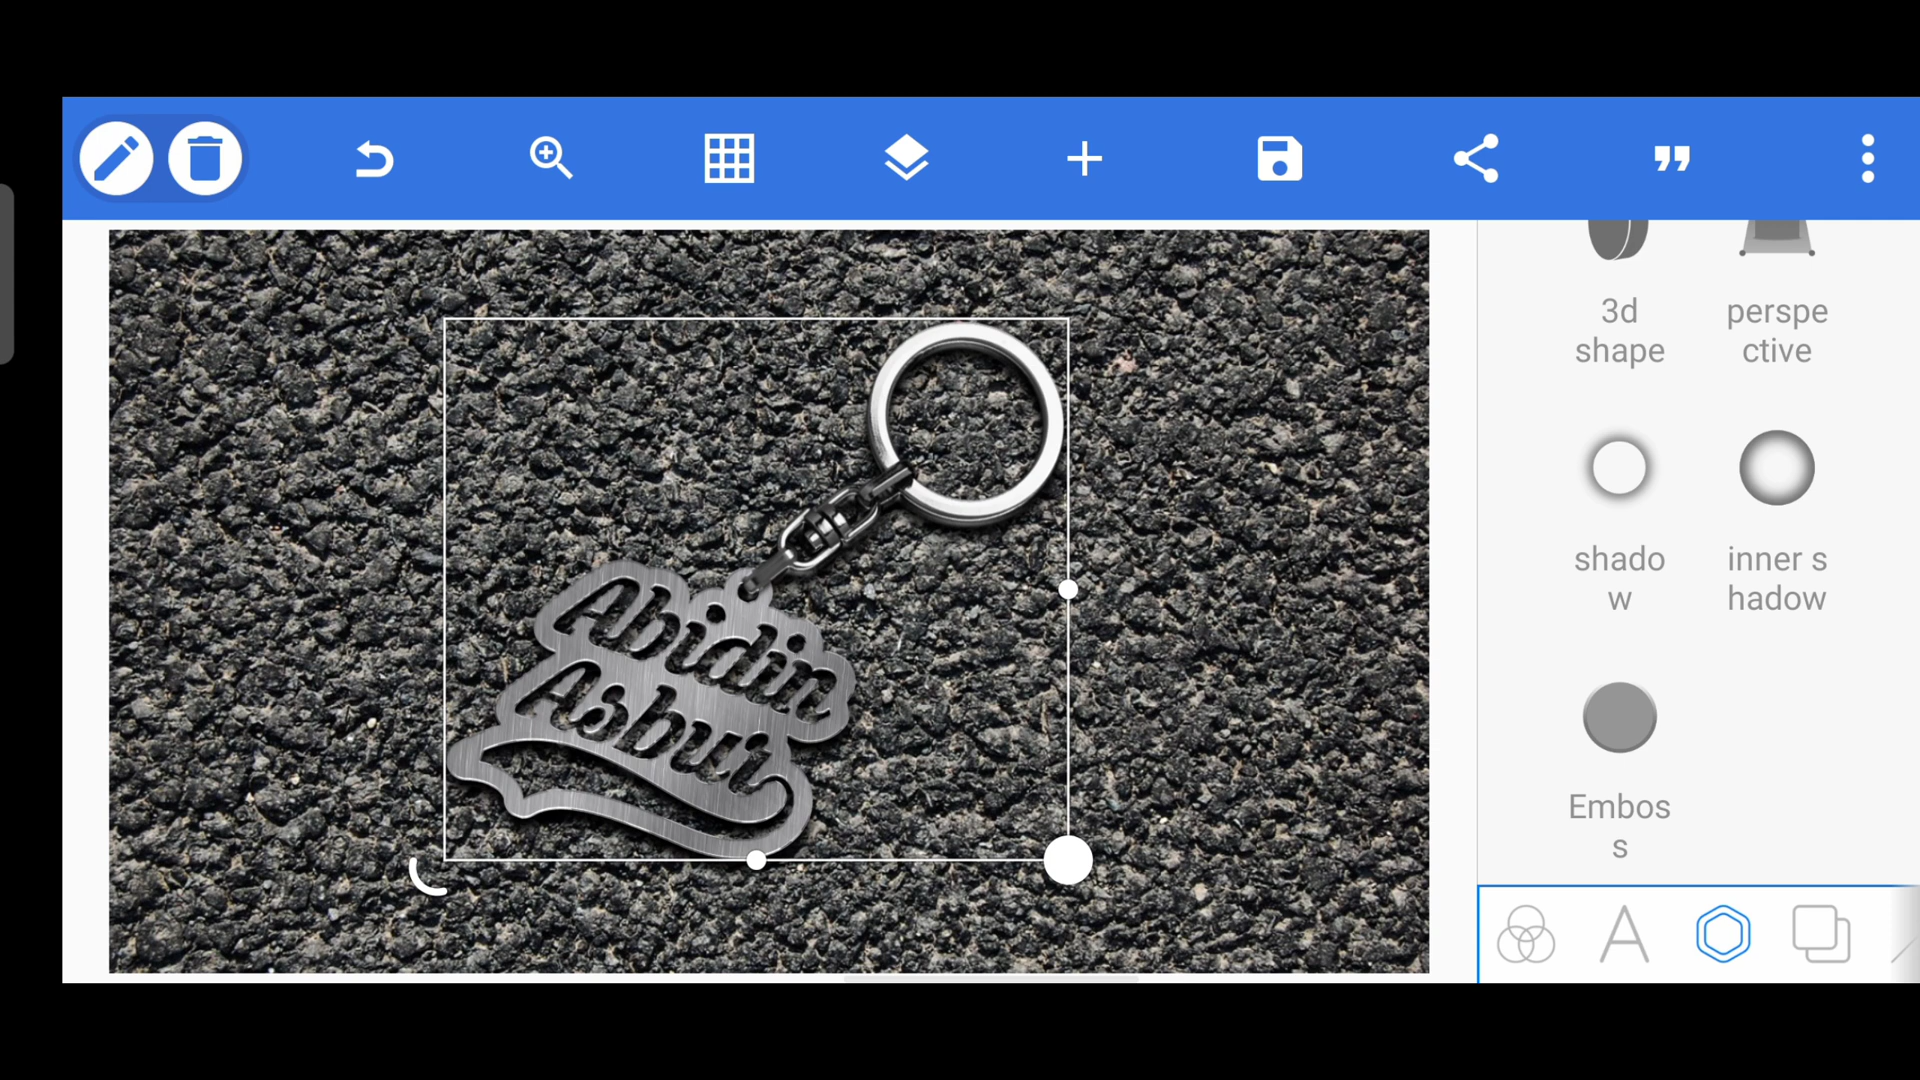 3d
shape
perspe
ctive
shado
w
inner s
hadow
Abidin
Asbur
Embos
s